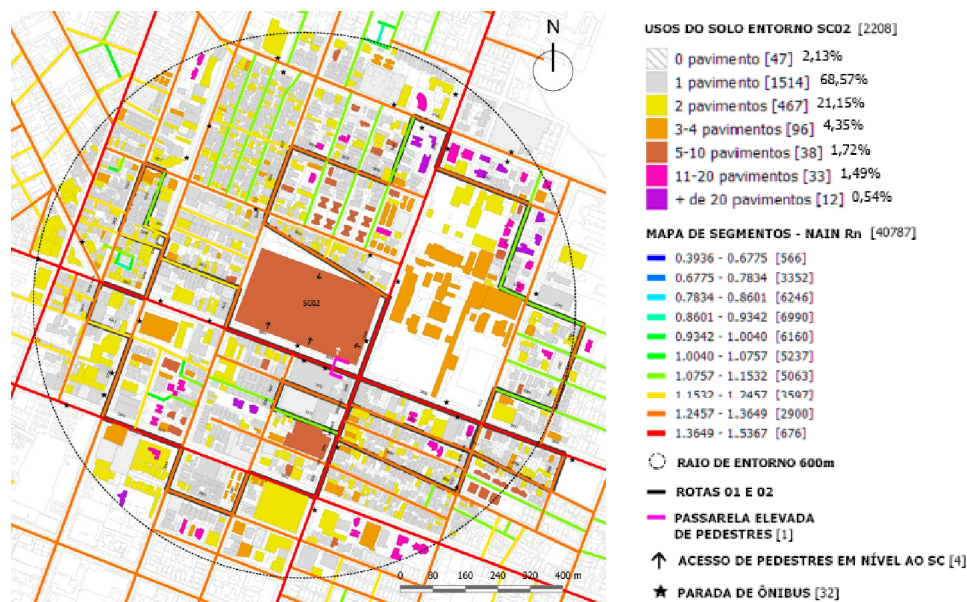 N
SC02
0 80 160 240 320 400 m
USOS DO SOLO ENTORNO SC02 [2208]
0 pavimento [47] 2,13%
1 pavimento [1514] 68,57%
2 pavimentos [467] 21,15%
3-4 pavimentos [96] 4,35%
5-10 pavimentos [38] 1,72%
11-20 pavimentos [33] 1,49%
+ de 20 pavimentos [12] 0,54%
MAPA DE SEGMENTOS - NAIN Rn [40787]
0.3936 - 0.6775 [566]
0.6775 - 0.7834 [3352]
0.7834 - 0.8601 [6246]
0.8601 - 0.9342 [6990]
0.9342 - 1.0040 [6160]
1.0040 - 1.0757 [5237]
1.0757 - 1.1532 [5063]
1.1532 - 1.2457 [3597]
1.2457 - 1.3649 [2900]
1.3649 - 1.5367 [676]
RAIO DE ENTORNO 600m
ROTAS 01 E 02
PASSARELA ELEVADA
DE PEDESTRES [1]
ACESSO DE PEDESTRES EM NÍVEL AO SC [4]
PARADA DE ÔNIBUS [32]